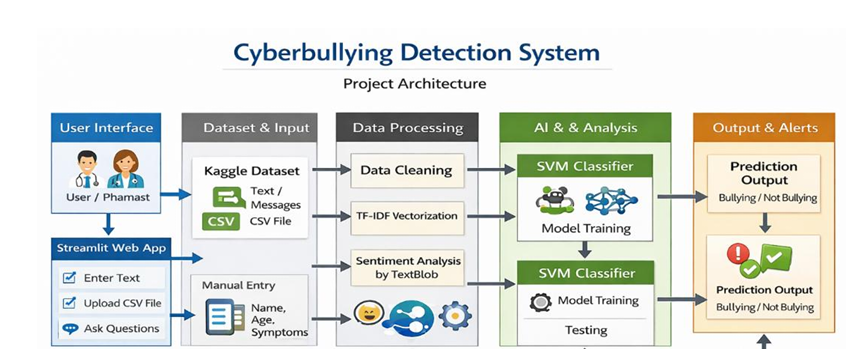 Cyberbullying Detection System
Project Architecture
User Interface
User / Phamast
Streamlit Web App
Enter Text
Upload CSV File
Ask Questions
Dataset & Input
Kaggle Dataset
Text /
Messages
CSV
CSV File
Manual Entry
Name,
Age,
Symptoms
Data Processing
Data Cleaning
TF-IDF Vectorization
Sentiment Analysis
by TextBlob
AI & & Analysis
SVM Classifier
Model Training
SVM Classifier
Model Training
Testing
Output & Alerts
Prediction
Output
Bullying / Not Bullying
Prediction Output
Bullying / Not Bulying